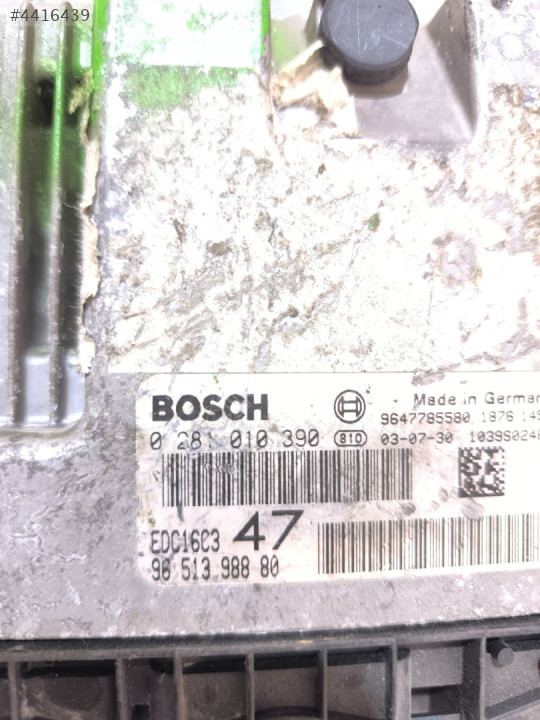 #4416439
BOSCH
Made in German
9647785580 1876
0 281 010 390 810 03-07-30
EDC16C3 47
96 513 988 80